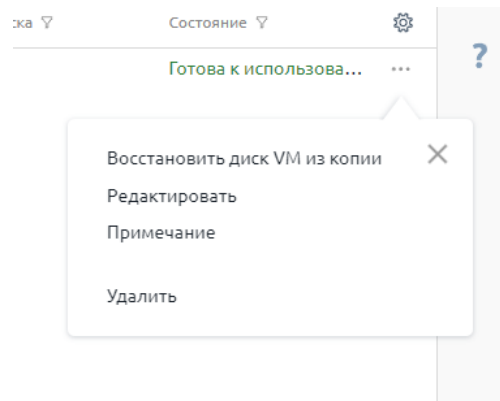 ска Состояние
Готова к использова... ...
?
Восстановить диск VM из копии
Редактировать
Примечание
Удалить